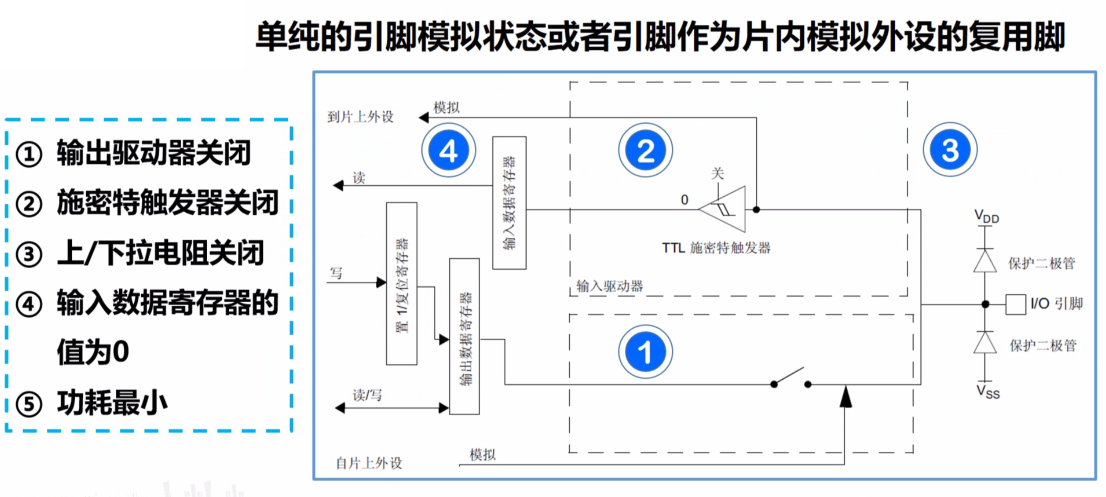 单纯的引脚模拟状态或者引脚作为片内模拟外设的复用脚
① 输出驱动器关闭
② 施密特触发器关闭
③ 上/下拉电阻关闭
④ 输入数据寄存器的
值为0
⑤ 功耗最小
到片上外设
模拟
4
2
3
读
输入数据寄存器
0
关
TTL 施密特触发器
输入驱动器
VDD
保护二极管
I/O 引脚
保护二极管
VSS
写
置 1/复位寄存器
输出数据寄存器
1
读/写
自片上外设
模拟